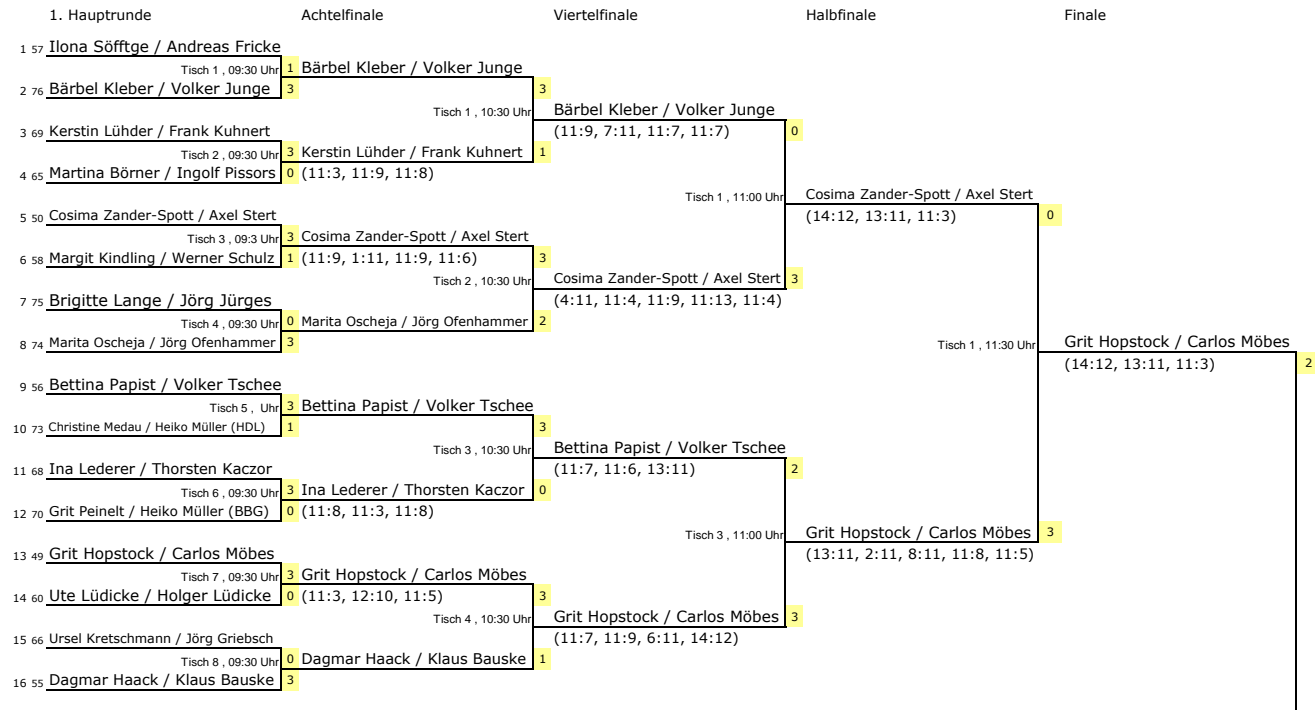 1. Hauptrunde Achtelfinale Viertelfinale Halbfinale Finale
1 57 Ilona Söfftge / Andreas Fricke
Tisch 1 , 09:30 Uhr 1 Bärbel Kleber / Volker Junge
2 76 Bärbel Kleber / Volker Junge 3 3
Tisch 1 , 10:30 Uhr Bärbel Kleber / Volker Junge
3 69 Kerstin Lühder / Frank Kuhnert (11:9, 7:11, 11:7, 11:7) 0
Tisch 2 , 09:30 Uhr 3 Kerstin Lühder / Frank Kuhnert 1
4 65 Martina Börner / Ingolf Pissors 0 (11:3, 11:9, 11:8)
Tisch 1 , 11:00 Uhr Cosima Zander-Spott / Axel Stert
5 50 Cosima Zander-Spott / Axel Stert (14:12, 13:11, 11:3) 0
Tisch 3 , 09:3 Uhr 3 Cosima Zander-Spott / Axel Stert
6 58 Margit Kindling / Werner Schulz 1 (11:9, 1:11, 11:9, 11:6) 3
Tisch 2 , 10:30 Uhr Cosima Zander-Spott / Axel Stert 3
7 75 Brigitte Lange / Jörg Jürges (4:11, 11:4, 11:9, 11:13, 11:4)
Tisch 4 , 09:30 Uhr 0 Marita Oscheja / Jörg Ofenhammer 2
8 74 Marita Oscheja / Jörg Ofenhammer 3 Tisch 1 , 11:30 Uhr Grit Hopstock / Carlos Möbes
(14:12, 13:11, 11:3) 2
9 56 Bettina Papist / Volker Tschee
Tisch 5 , Uhr 3 Bettina Papist / Volker Tschee
10 73 Christine Medau / Heiko Müller (HDL) 1 3
Tisch 3 , 10:30 Uhr Bettina Papist / Volker Tschee
11 68 Ina Lederer / Thorsten Kaczor (11:7, 11:6, 13:11) 2
Tisch 6 , 09:30 Uhr 3 Ina Lederer / Thorsten Kaczor 0
12 70 Grit Peinelt / Heiko Müller (BBG) 0 (11:8, 11:3, 11:8)
Tisch 3 , 11:00 Uhr Grit Hopstock / Carlos Möbes 3
13 49 Grit Hopstock / Carlos Möbes (13:11, 2:11, 8:11, 11:8, 11:5)
Tisch 7 , 09:30 Uhr 3 Grit Hopstock / Carlos Möbes
14 60 Ute Lüdicke / Holger Lüdicke 0 (11:3, 12:10, 11:5) 3
Tisch 4 , 10:30 Uhr Grit Hopstock / Carlos Möbes 3
15 66 Ursel Kretschmann / Jörg Griebsch (11:7, 11:9, 6:11, 14:12)
Tisch 8 , 09:30 Uhr 0 Dagmar Haack / Klaus Bauske 1
16 55 Dagmar Haack / Klaus Bauske 3